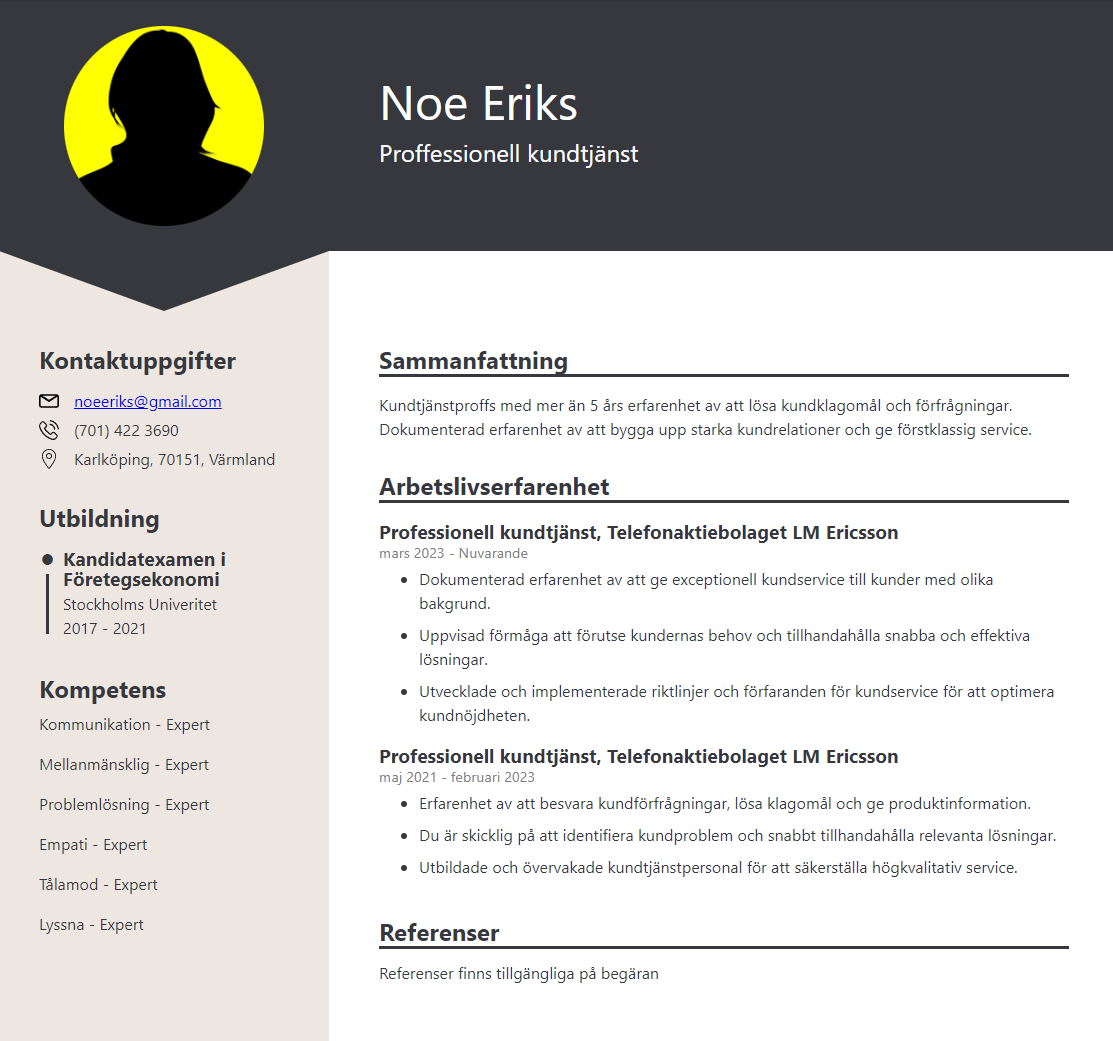 Noe Eriks
Proffessionell kundtjänst
Kontaktuppgifter
noeeriks@gmail.com
(701) 422 3690
Karlköping, 70151, Värmland
Utbildning
Kandidatexamen i
Företegsekonomi
Stockholms Univeritet
2017 - 2021
Kompetens
Kommunikation - Expert
Mellanmänsklig - Expert
Problemlösning - Expert
Empati - Expert
Tålamod - Expert
Lyssna - Expert
Sammanfattning
Kundtjänstproffs med mer än 5 års erfarenhet av att lösa kundklagomål och förfrågningar.
Dokumenterad erfarenhet av att bygga upp starka kundrelationer och ge förstklassig service.
Arbetslivserfarenhet
Professionell kundtjänst, Telefonaktiebolaget LM Ericsson
mars 2023 - Nuvarande
• Dokumenterad erfarenhet av att ge exceptionell kundservice till kunder med olika
bakgrund.
• Uppvisad förmåga att förutse kundernas behov och tillhandahålla snabba och effektiva
lösningar.
• Utvecklade och implementerade riktlinjer och förfaranden för kundservice för att optimera
kundnöjdheten.
Professionell kundtjänst, Telefonaktiebolaget LM Ericsson
maj 2021 - februari 2023
• Erfarenhet av att besvara kundförfrågningar, lösa klagomål och ge produktinformation.
• Du är skicklig på att identifiera kundproblem och snabbt tillhandahålla relevanta lösningar.
• Utbildade och övervakade kundtjänstpersonal för att säkerställa högkvalitativ service.
Referenser
Referenser finns tillgängliga på begäran